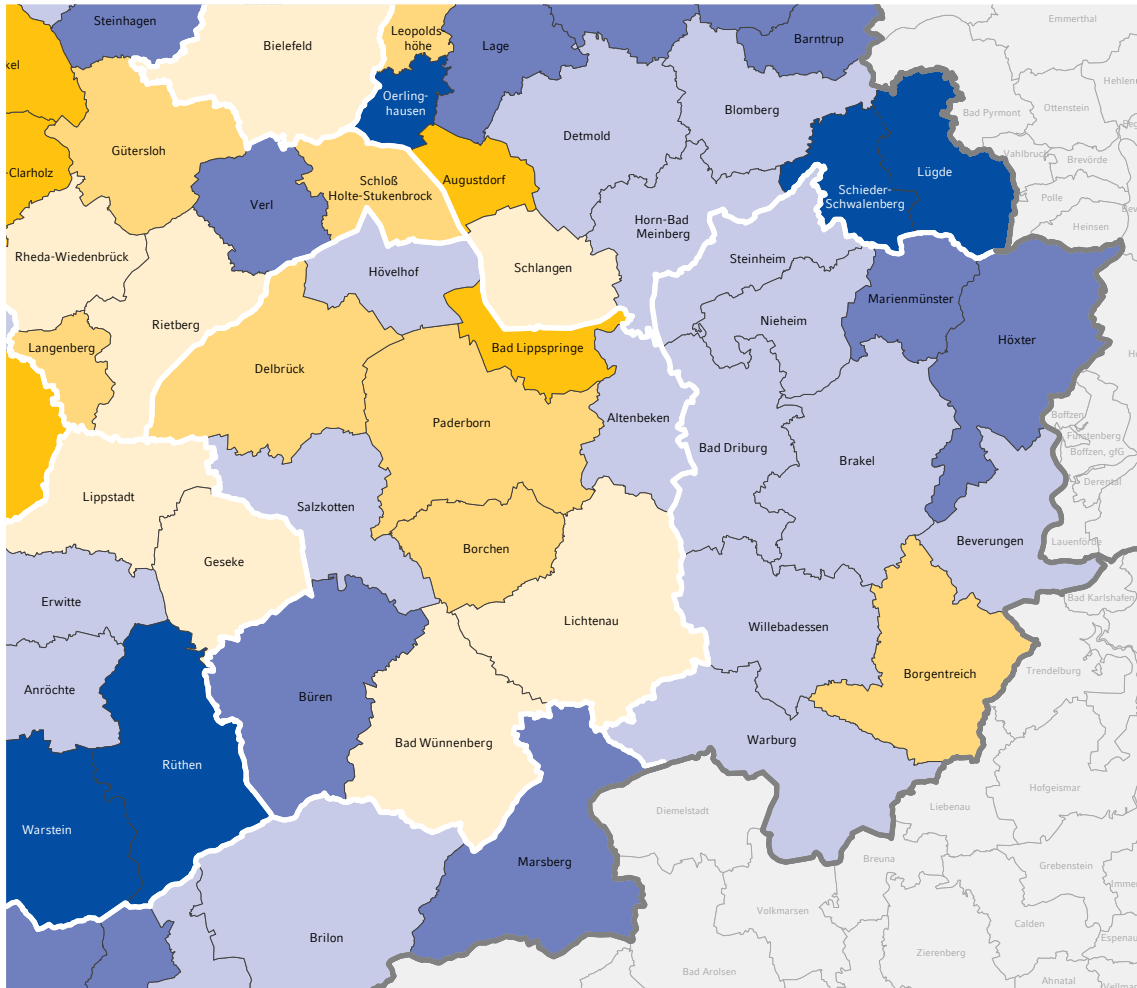 Steinhagen
Bielefeld
Leopolds
höhe
Lage
Barntrup
Emmerthal
kel
Oerling-
hausen
Blomberg
Hehlen
Ottenstein
Bad Pyrmont
Detmold
Gütersloh
Vahlbruch
Brevörde
-Clarholz
Augustdorf
Schloß
Holte-Stukenbrock
Verl
Lügde
Schieder-
Schwalenberg
Polle
Horn-Bad
Meinberg
Heinsen
Rheda-Wiedenbrück
Steinheim
Hövelhof
Schlangen
Marienmünster
Rietberg
Nieheim
Höxter
Langenberg
Bad Lippspringe
Delbrück
Boffzen
Altenbeken
Paderborn
Fürstenberg
Bad Driburg
Boffzen, gfG
Brakel
Derental
Lippstadt
Salzkotten
Beverungen
Lauenförde
Borchen
Geseke
Erwitte
Bad Karlshafen
Lichtenau
Willebadessen
Trendelburg
Borgentreich
Anröchte
Büren
Bad Wünnenberg
Warburg
Rüthen
Hofgeismar
Diemelstadt
Liebenau
Warstein
Marsberg
Breuna
Grebenstein
Imme
Volkmarsen
Calden
Brilon
Espenau
Zierenberg
Bad Arolsen
Ahnatal
Vellmar